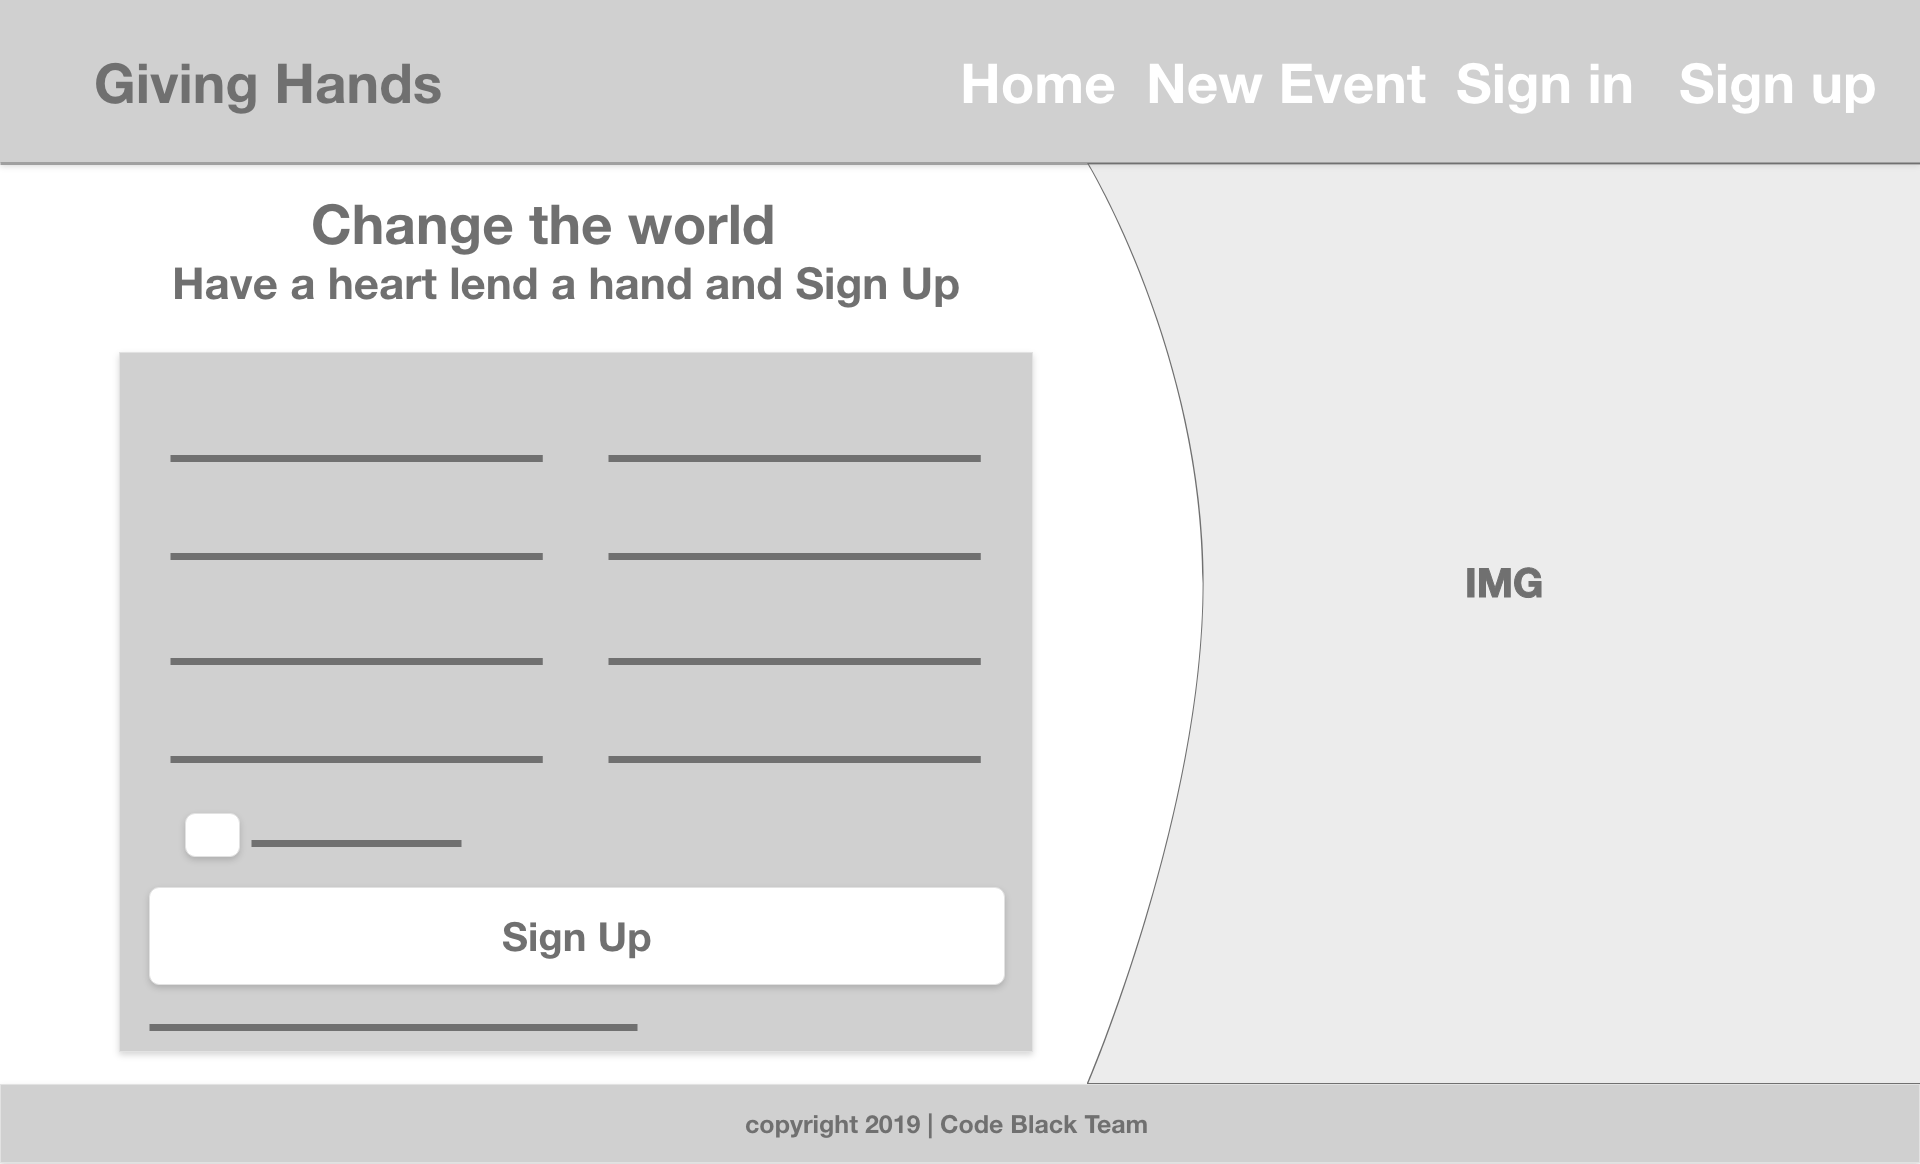 Giving Hands Home New Event Sign in Sign up
Change the world
Have a heart lend a hand and Sign Up
IMG
Sign Up
copyright 2019 | Code Black Team